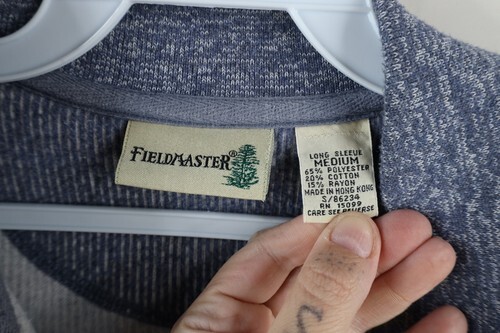 FIELDMASTER®
LONG SLEEVE
MEDIUM
65% POLYESTER
20% COTTON
15% RAYON
MADE IN HONG KONG
S/86234
RN 15099
CARE SEE REVERSE